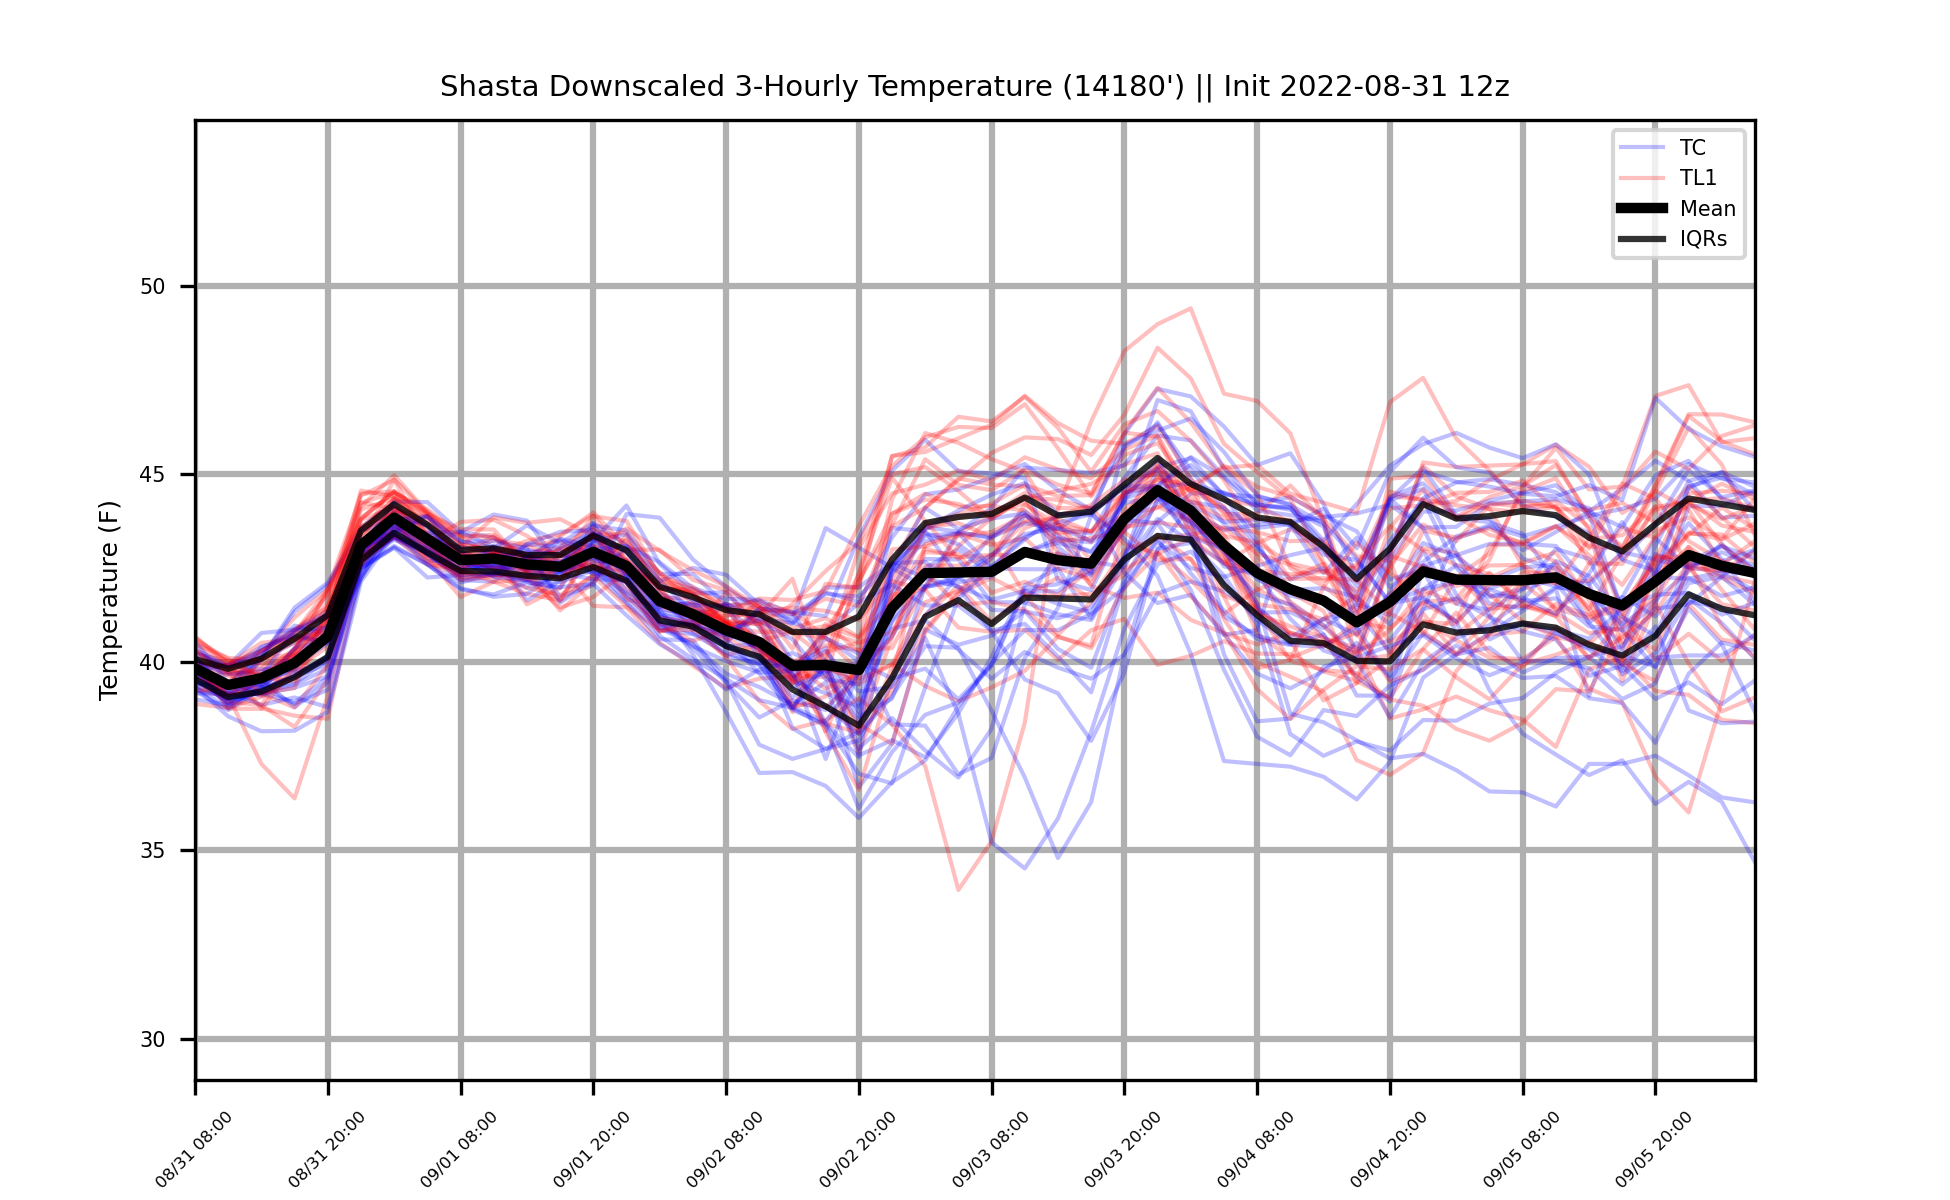 Shasta Downscaled 3-Hourly Temperature (14180') || Init 2022-08-31 12z
TC
TL1
Mean
IQRs
Temperature (F)
50
45
40
35
30
08/31 08:00
08/31 20:00
09/01 08:00
09/01 20:00
09/02 08:00
09/02 20:00
09/03 08:00
09/03 20:00
09/04 08:00
09/04 20:00
09/05 08:00
09/05 20:00